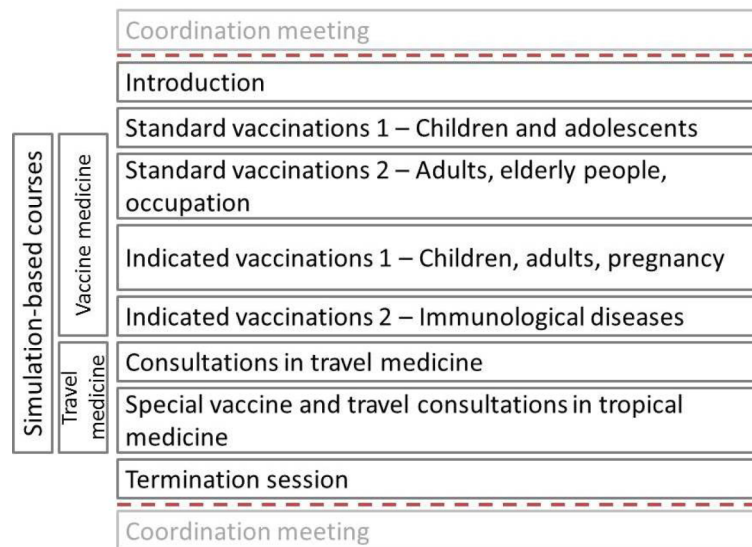 Coordination meeting
Introduction
Simulation-based courses
Vaccine medicine
Standard vaccinations 1 – Children and adolescents
Standard vaccinations 2 – Adults, elderly people,
occupation
Indicated vaccinations 1 – Children, adults, pregnancy
Indicated vaccinations 2 – Immunological diseases
Travel
medicine
Consultations in travel medicine
Special vaccine and travel consultations in tropical
medicine
Termination session
Coordination meeting